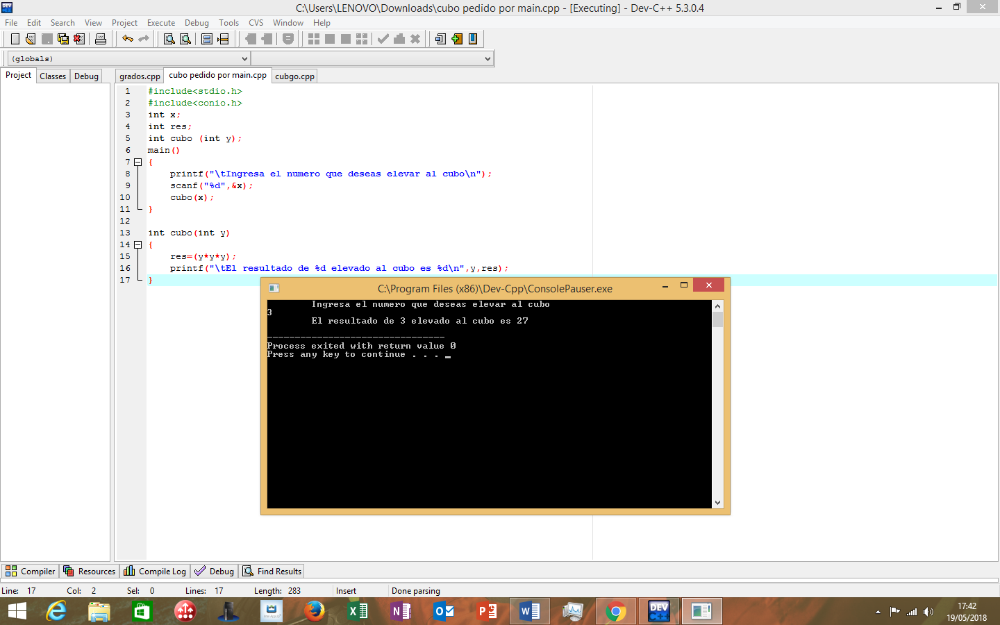 C:\Users\LENOVO\Downloads\cubo pedido por main.cpp - [Executing] - Dev-C++ 5.3.0.4
File Edit Search View Project Execute Debug Tools CVS Window Help
(globals)
Project Classes Debug
grados.cpp cubo pedido por main.cpp cubgo.cpp
1 #include<stdio.h>
2 #include<conio.h>
3 int x;
4 int res;
5 int cubo (int y);
6 main()
7 {
8 printf("\tIngresa el numero que deseas elevar al cubo\n");
9 scanf("%d",&x);
10 cubo(x);
11 }
12
13 int cubo(int y)
14 {
15 res=(y*y*y);
16 printf("\tEl resultado de %d elevado al cubo es %d\n",y,res);
17 }
C:\Program Files (x86)\Dev-Cpp\ConsolePauser.exe
Ingresa el numero que deseas elevar al cubo
3
El resultado de 3 elevado al cubo es 27
--------------------------------
Process exited with return value 0
Press any key to continue . . . _
Compiler Resources Compile Log Debug Find Results
Line: 17 Col: 2 Sel: 0 Lines: 17 Length: 283 Insert Done parsing
DEV C++
17:42
19/05/2018